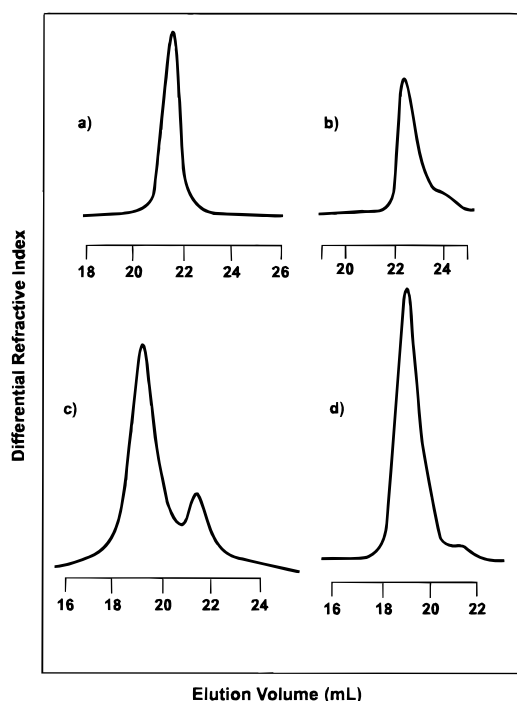 a)
b)
18 20 22 24 26
20 22 24
c)
d)
16 18 20 22 24
16 18 20 22
Differential Refractive Index
Elution Volume (mL)